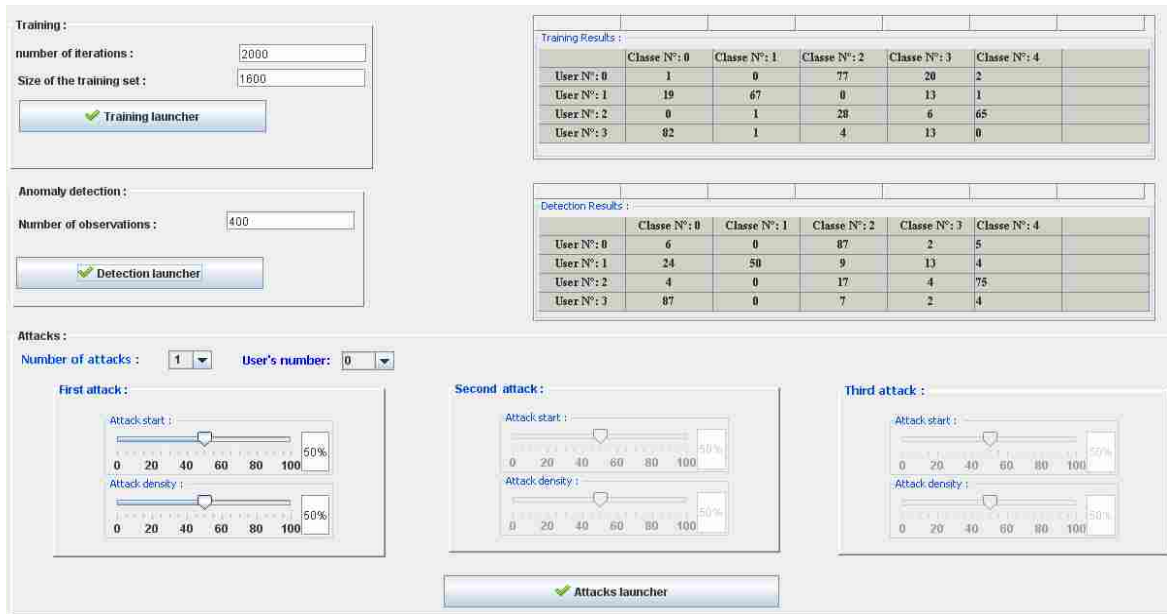 Training :
number of iterations :
2000
Size of the training set :
1600
Training launcher
Training Results :
Classe N°: 0 Classe N°: 1 Classe N°: 2 Classe N°: 3 Classe N°: 4
User N°: 0 1 0 77 20 2
User N°: 1 19 67 0 13 1
User N°: 2 0 1 28 6 65
User N°: 3 82 1 4 13 0
Anomaly detection :
Number of observations :
400
Detection launcher
Detection Results :
Classe N°: 0 Classe N°: 1 Classe N°: 2 Classe N°: 3 Classe N°: 4
User N°: 0 6 0 87 2 5
User N°: 1 24 50 9 13 4
User N°: 2 4 0 17 4 75
User N°: 3 87 0 7 2 4
Attacks :
Number of attacks : 1 User's number: 0
First attack :
Attack start :
50%
0 20 40 60 80 100
Attack density :
50%
0 20 40 60 80 100
Second attack :
Attack start :
50%
0 20 40 60 80 100
Attack density :
50%
0 20 40 60 80 100
Third attack :
Attack start :
50%
0 20 40 60 80 100
Attack density :
50%
0 20 40 60 80 100
Attacks launcher